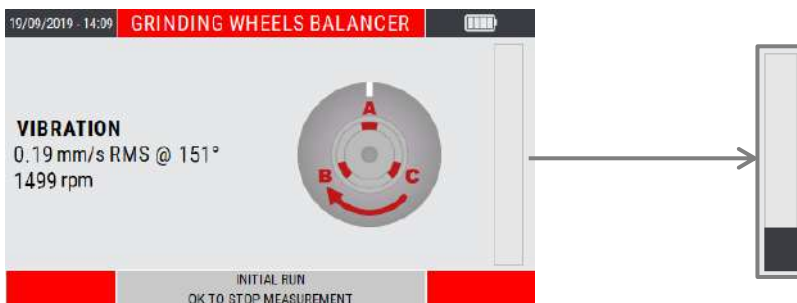 19/09/2019 - 14:09 GRINDING WHEELS BALANCER
A
VIBRATION
0.19 mm/s RMS @ 151°
1499 rpm
B C
INITIAL RUN
OK TO STOP MEASUREMENT